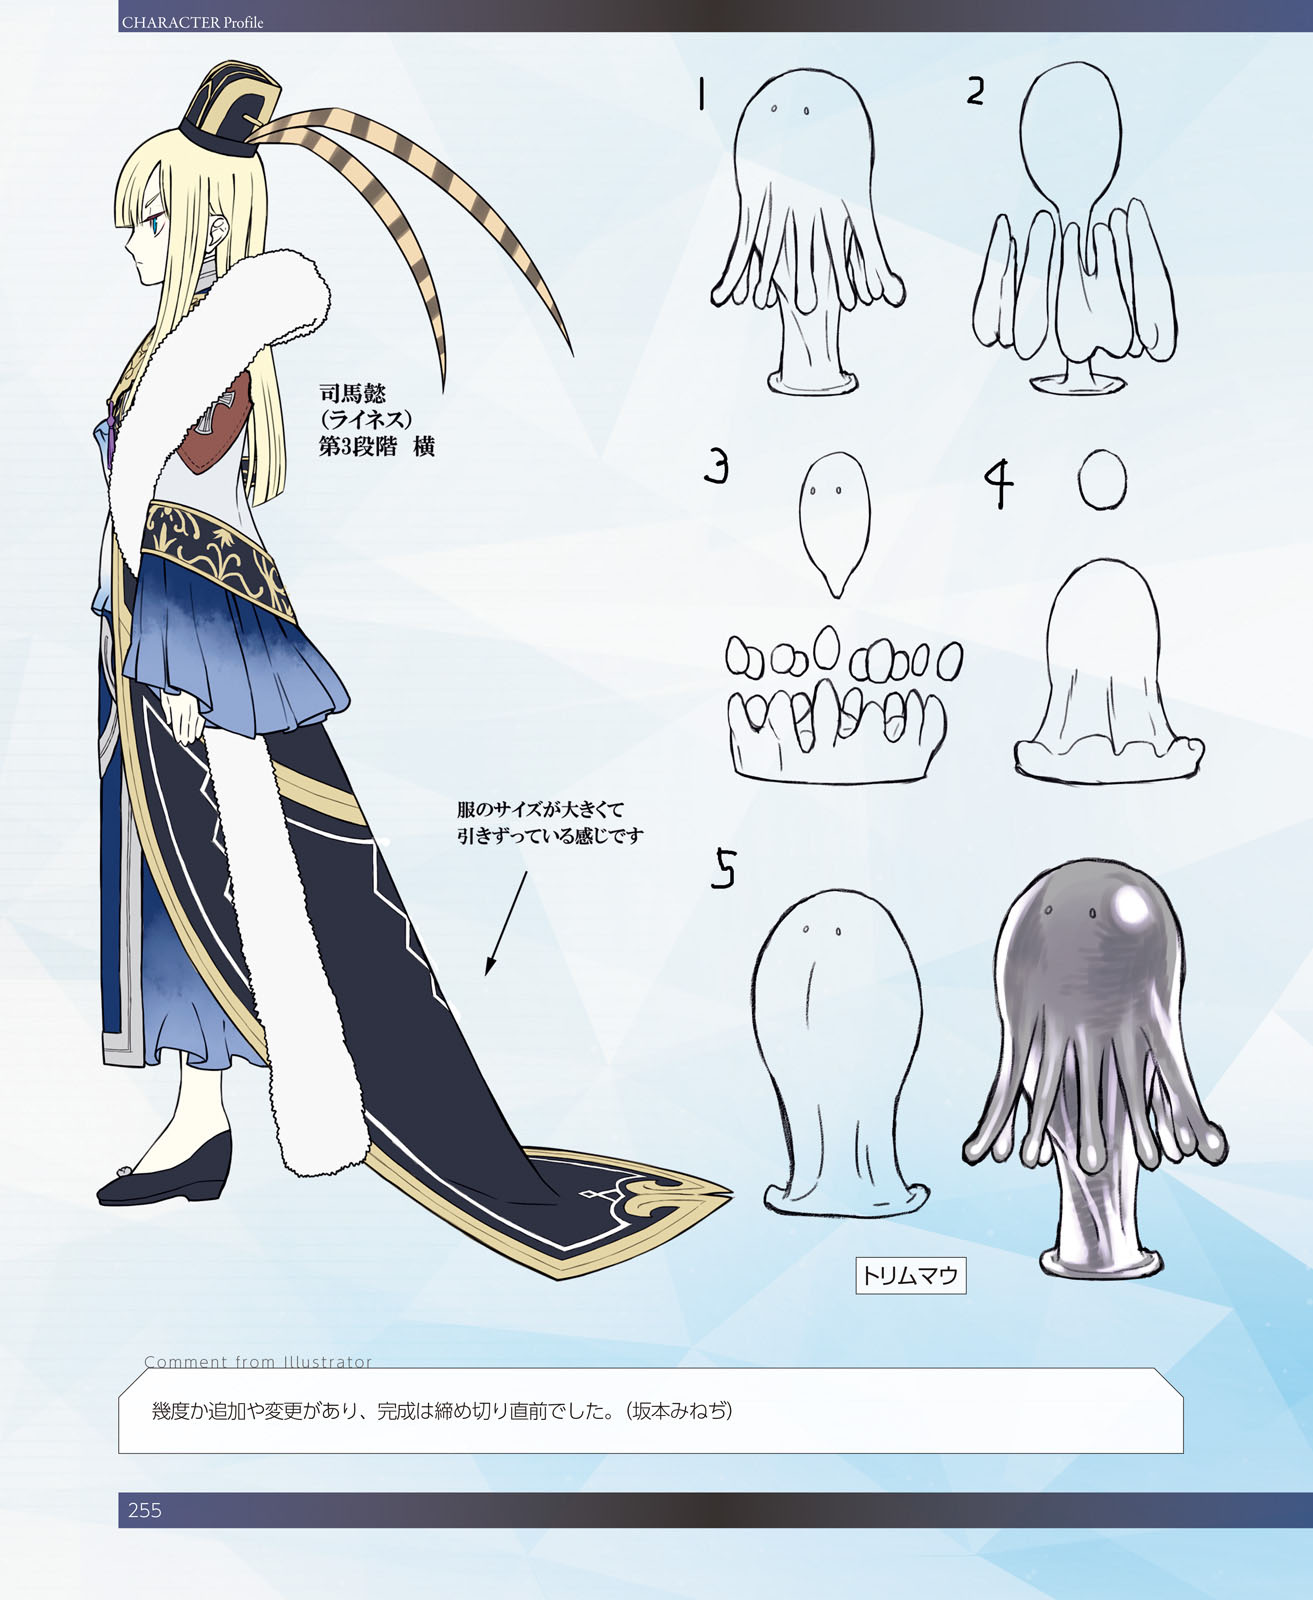 CHARACTER Profile
1
2
司馬懿
（ライネス）
第3段階 横
3
4
服のサイズが大きくて
引きずっている感じです
5
トリムマウ
Comment from Illustrator
幾度か追加や変更があり、完成は締め切り直前でした。（坂本みねぢ）
255